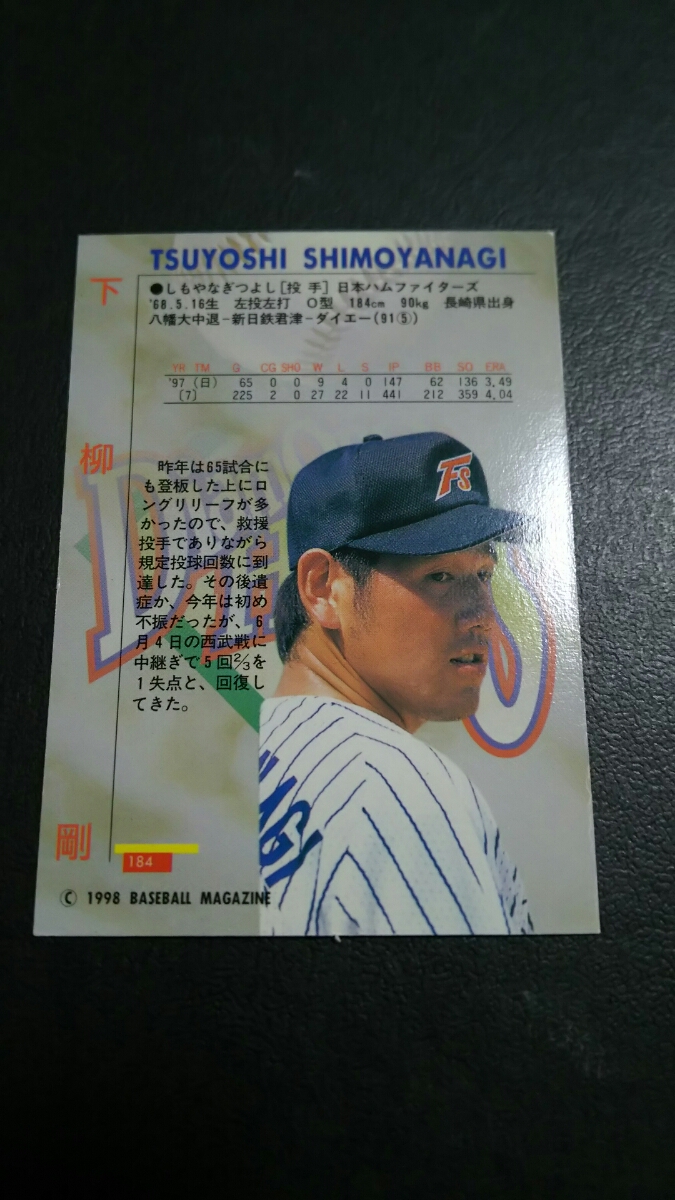 TSUYOSHI SHIMOYANAGI
下柳剛
●しもやなぎつよし[投 手] 日本ハムファイターズ
'68.5.16生 左投左打 O型 184cm 90kg 長崎県出身
八幡大中退-新日鉄君津-ダイエー(91⑤)
YR TM G CG SHO W L S IP BB SO ERA
'97 (日) 65 0 0 9 4 0 147 62 136 3.49
[7] 225 2 0 27 22 11 441 212 359 4.04
昨年は65試合に
も登板した上にロ
ングリリーフが多
かったので、救援
投手でありながら
規定投球回数に到
達した。その後遺
症か、今年は初め
不振だったが、6
月4日の西武戦に
中継ぎで5回2/3を
1失点と、回復し
てきた。
FS
AGI
184
© 1998 BASEBALL MAGAZINE